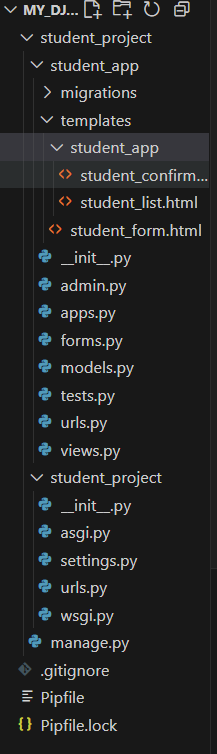 MY_DJ...
student_project
student_app
migrations
templates
student_app
student_confirm...
student_list.html
student_form.html
__init__.py
admin.py
apps.py
forms.py
models.py
tests.py
urls.py
views.py
student_project
__init__.py
asgi.py
settings.py
urls.py
wsgi.py
manage.py
.gitignore
Pipfile
Pipfile.lock